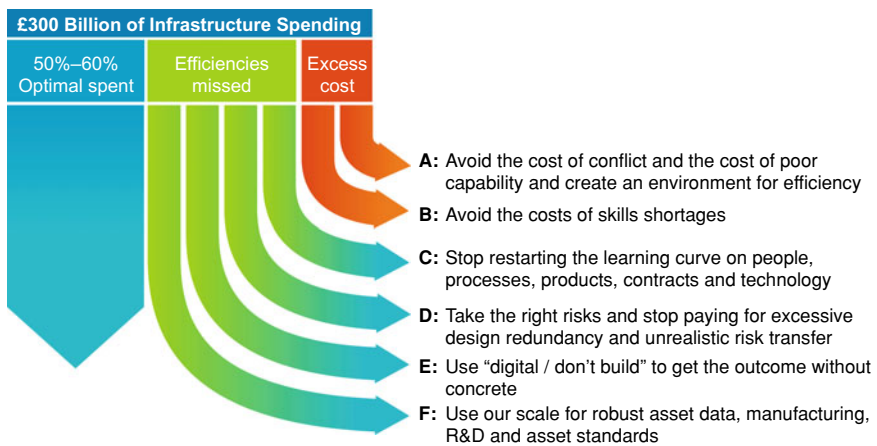 £300 Billion of Infrastructure Spending
50%–60%
Optimal spent
Efficiencies
missed
Excess
cost
A: Avoid the cost of conflict and the cost of poor
capability and create an environment for efficiency
B: Avoid the costs of skills shortages
C: Stop restarting the learning curve on people,
processes, products, contracts and technology
D: Take the right risks and stop paying for excessive
design redundancy and unrealistic risk transfer
E: Use “digital / don’t build” to get the outcome without
concrete
F: Use our scale for robust asset data, manufacturing,
R&D and asset standards